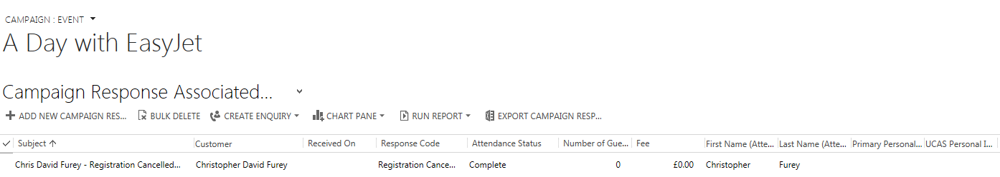 CAMPAIGN : EVENT
A Day with EasyJet
Campaign Response Associated...
ADD NEW CAMPAIGN RES... BULK DELETE CREATE ENQUIRY CHART PANE RUN REPORT EXPORT CAMPAIGN RESP...
Subject Customer Received On Response Code Attendance Status Number of Gue... Fee First Name (Atte... Last Name (Atte... Primary Personal... UCAS Personal I...
Chris David Furey - Registration Cancelled... Christopher David Furey Registration Cance... Complete 0 £0.00 Christopher Furey